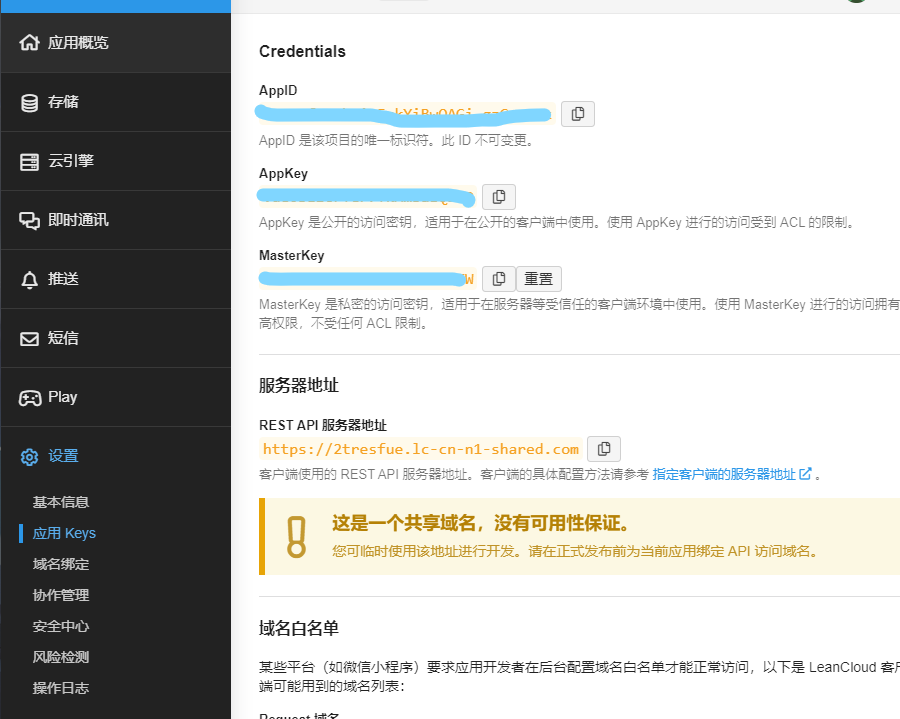 应用概览
存储
云引擎
即时通讯
推送
短信
Play
设置
基本信息
应用 Keys
域名绑定
协作管理
安全中心
风险检测
操作日志
Credentials
AppID
AppID 是该项目的唯一标识符。此 ID 不可变更。
AppKey
AppKey 是公开的访问密钥，适用于在公开的客户端中使用。使用 AppKey 进行的访问受到 ACL 的限制。
MasterKey
W
重置
MasterKey 是私密的访问密钥，适用于在服务器等受信任的客户端环境中使用。使用 MasterKey 进行的访问拥有
高权限，不受任何 ACL 限制。
服务器地址
REST API 服务器地址
https://2tresfue.lc-cn-n1-shared.com
客户端使用的 REST API 服务器地址。客户端的具体配置方法请参考 指定客户端的服务器地址 。
这是一个共享域名，没有可用性保证。
您可临时使用该地址进行开发。请在正式发布前为当前应用绑定 API 访问域名。
域名白名单
某些平台（如微信小程序）要求应用开发者在后台配置域名白名单才能正常访问，以下是 LeanCloud 客户
端可能用到的域名列表：
Request 域名